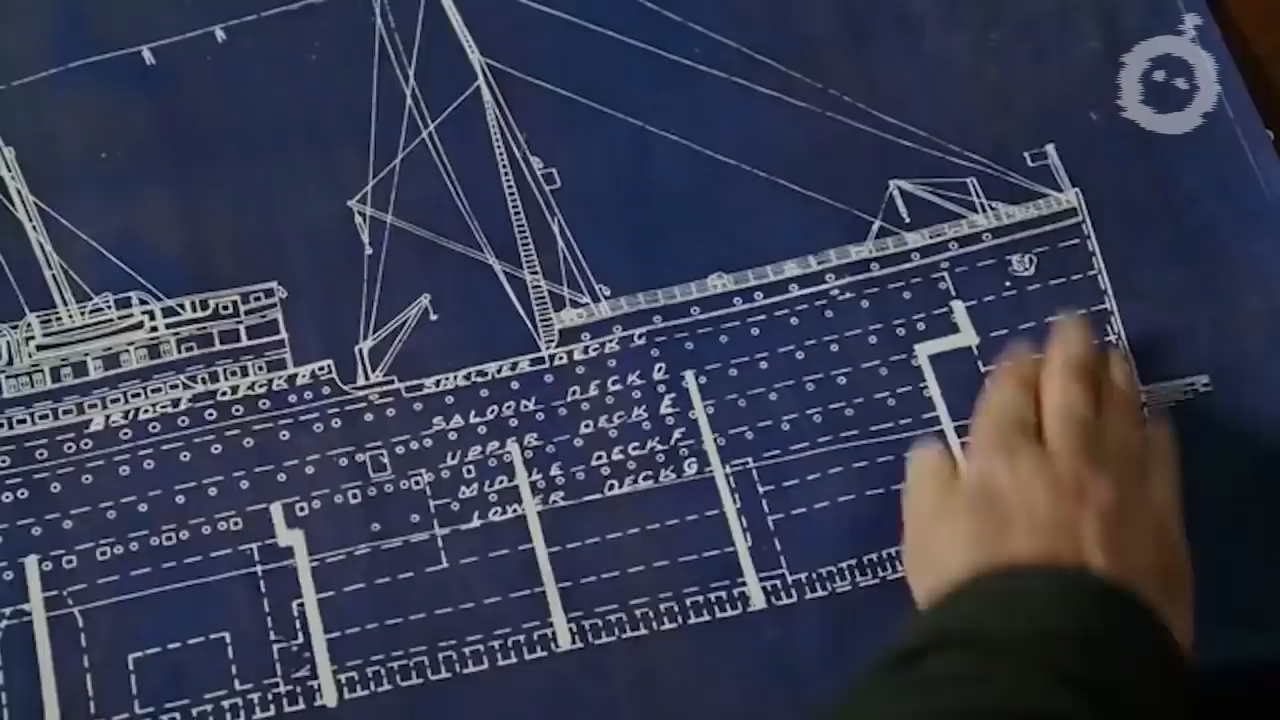 BRIDGE DECK B
SHELTER DECK C
SALOON DECK D
UPPER DECK E
MIDDLE DECK F
LOWER DECK G